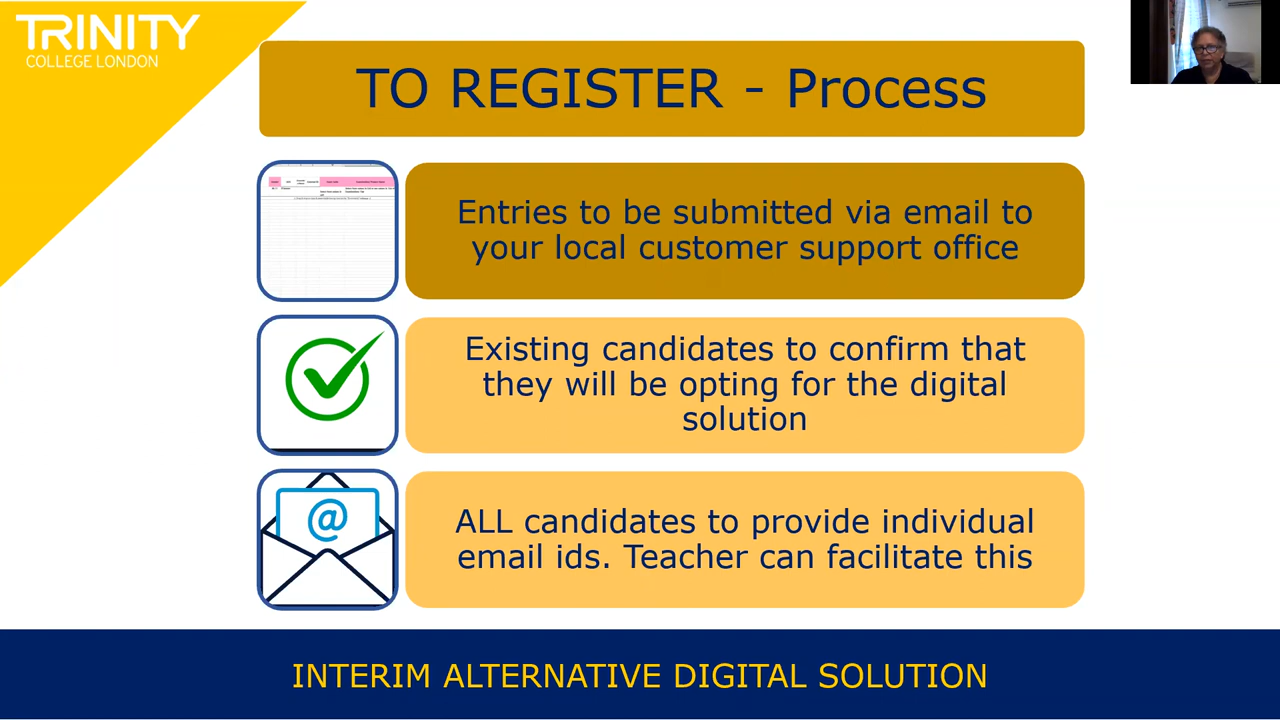 TRINITY
COLLEGE LONDON
TO REGISTER - Process
Entries to be submitted via email to
your local customer support office
Existing candidates to confirm that
they will be opting for the digital
solution
@
ALL candidates to provide individual
email ids. Teacher can facilitate this
INTERIM ALTERNATIVE DIGITAL SOLUTION